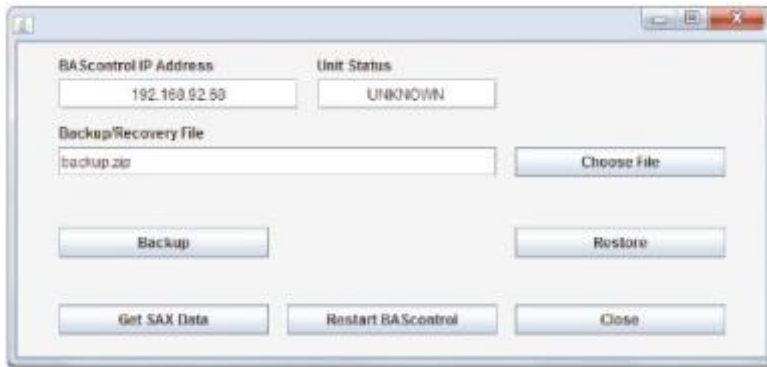 BAScontrol IP Address Unit Status
192.168.92.68 UNKNOWN
Backup/Recovery File
backup.zip Choose File
Backup Restore
Get SAX Data Restart BAScontrol Close